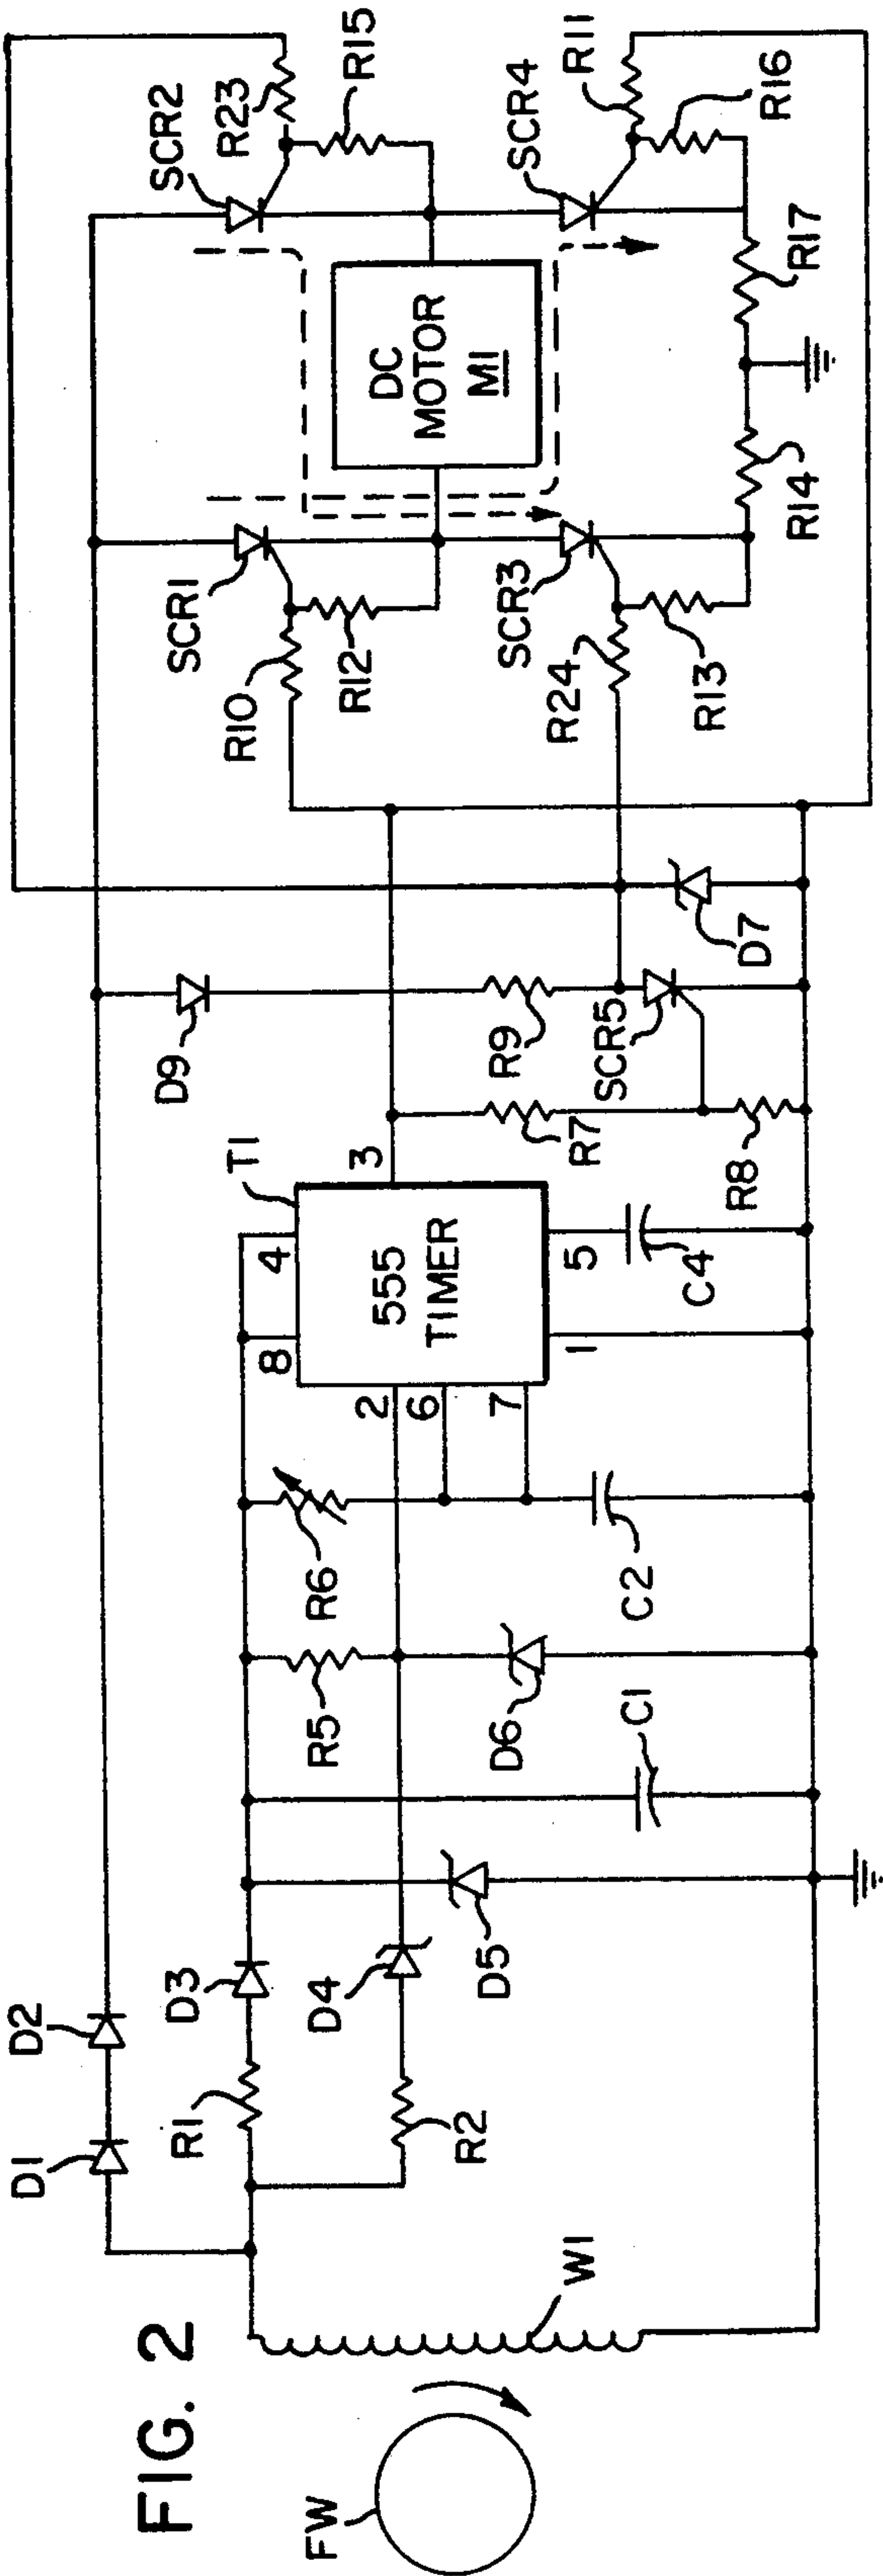 FIG. 2
FW
W1
D1
D2
R1
D3
R2
D4
D5
C1
R5
D6
R6
C2
T1
8
4
2
6
7
555
TIMER
3
1
5
C4
D9
R7
R8
R9
SCR5
D7
R10
SCR1
R12
SCR3
R24
R13
R14
DC
MOTOR
M1
SCR2
R23
R15
SCR4
R11
R16
R17